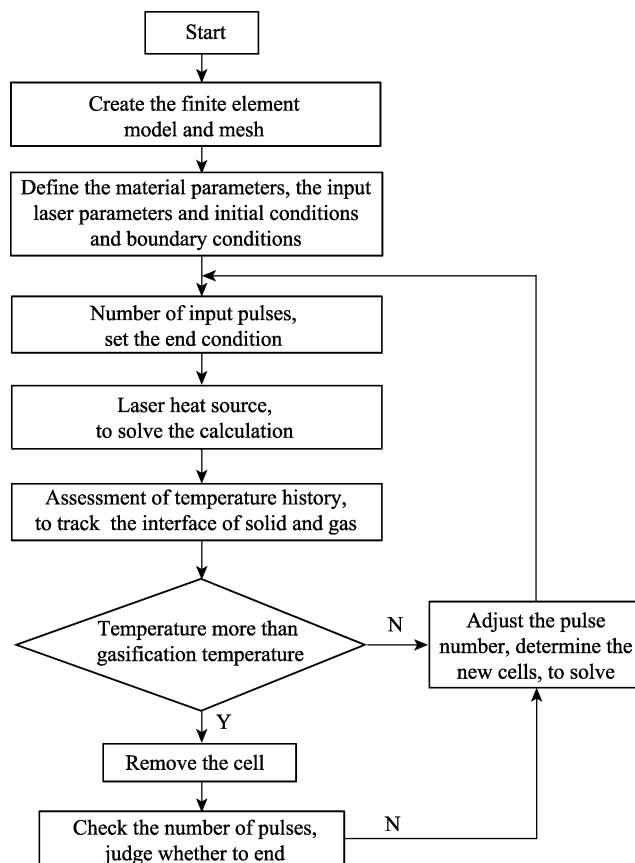 Start
Create the finite element
model and mesh
Define the material parameters, the input
laser parameters and initial conditions
and boundary conditions
Number of input pulses,
set the end condition
Laser heat source,
to solve the calculation
Assessment of temperature history,
to track the interface of solid and gas
Temperature more than
gasification temperature
N
Adjust the pulse
number, determine the
new cells, to solve
Y
Remove the cell
Check the number of pulses,
judge whether to end
N